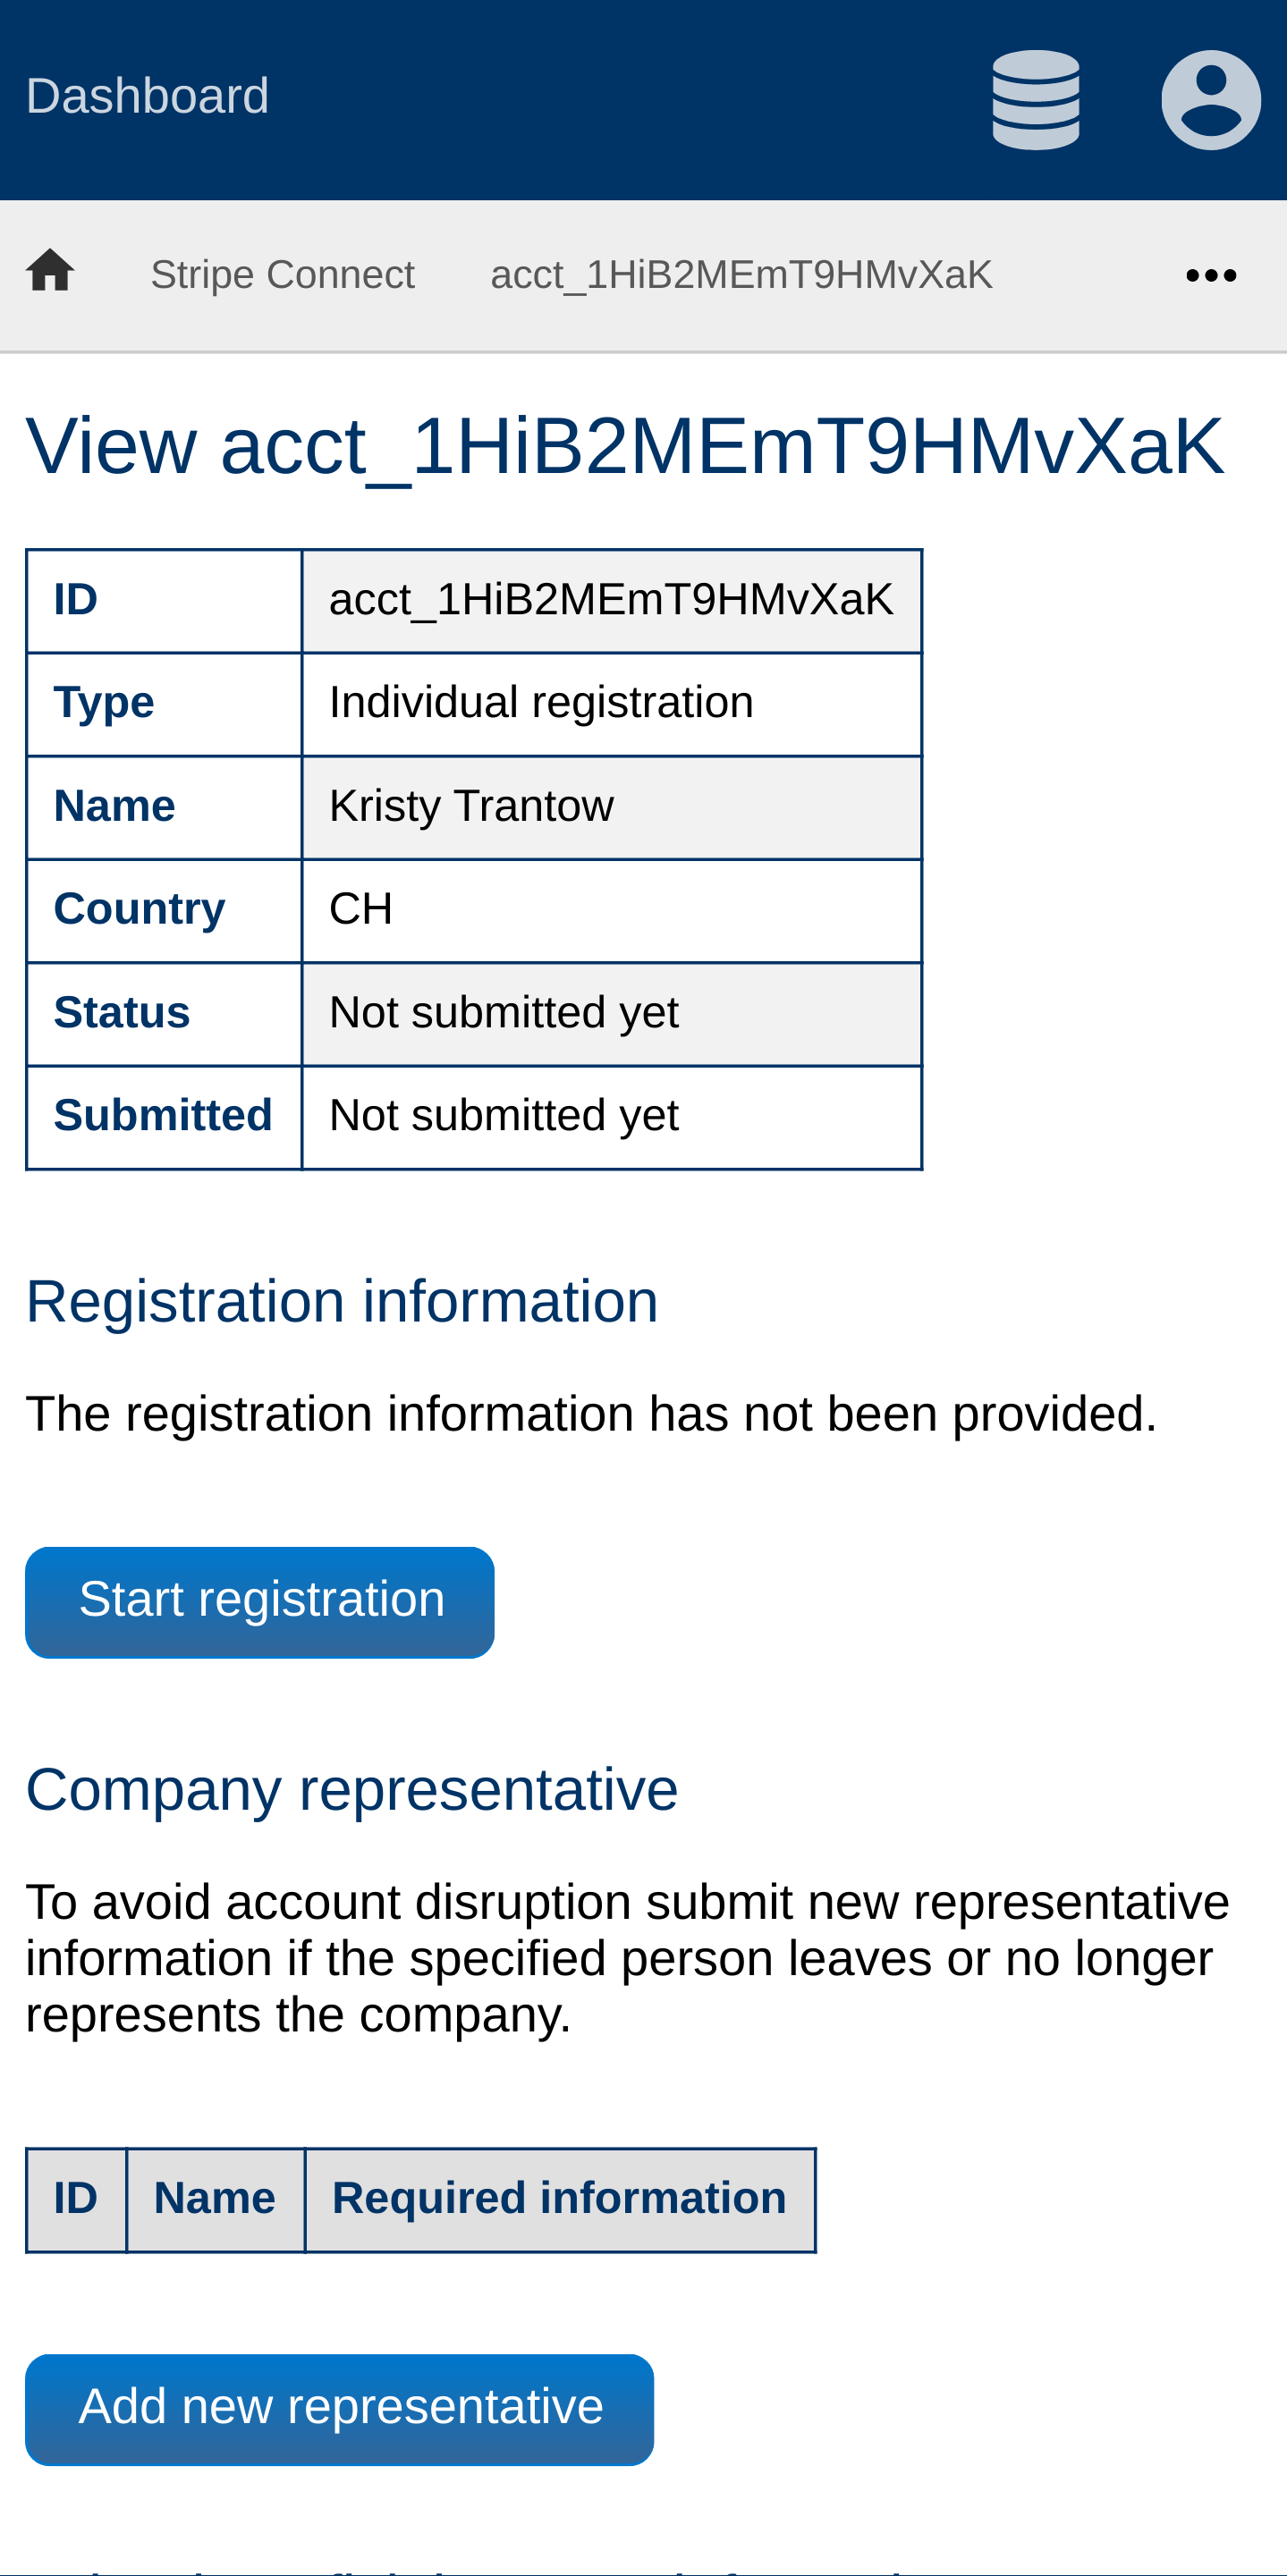 Dashboard
Stripe Connect acct_1HiB2MEmT9HMvXaK
View acct_1HiB2MEmT9HMvXaK
ID acct_1HiB2MEmT9HMvXaK
Type Individual registration
Name Kristy Trantow
Country CH
Status Not submitted yet
Submitted Not submitted yet
Registration information
The registration information has not been provided.
Start registration
Company representative
To avoid account disruption submit new representative
information if the specified person leaves or no longer
represents the company.
ID Name Required information
Add new representative